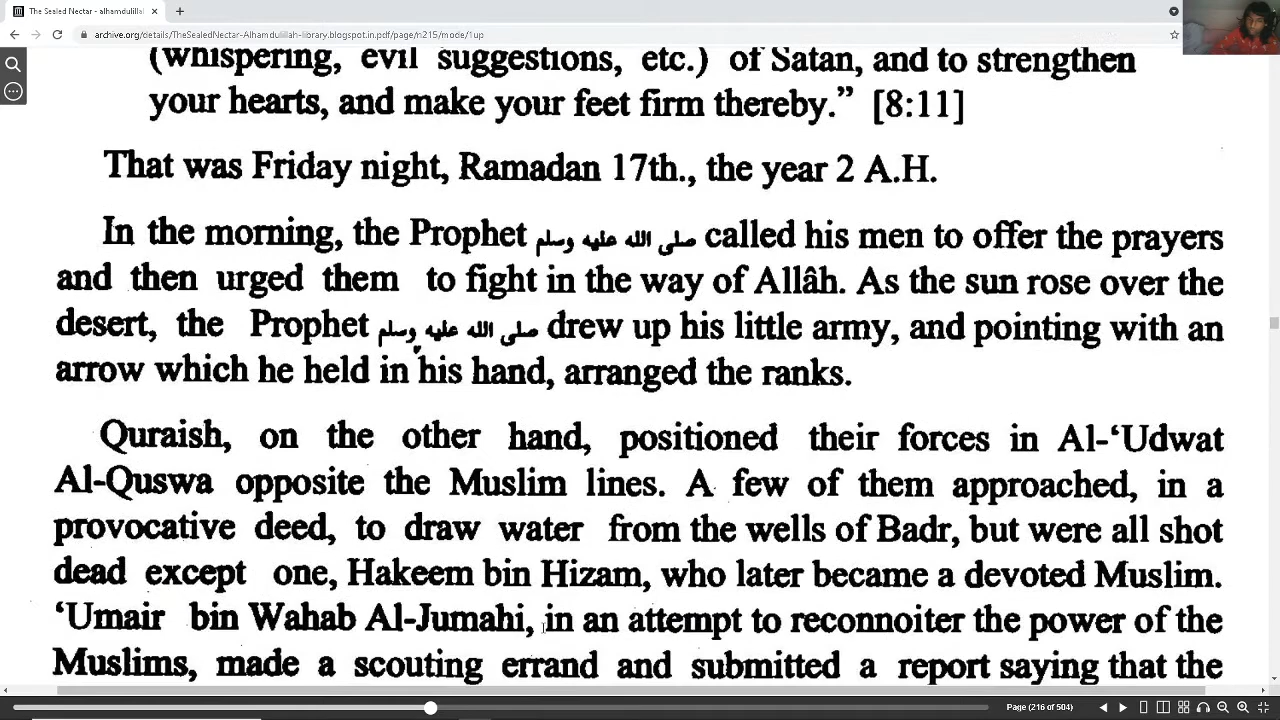 The Sealed Nectar - alhamdulillal
archive.org/details/TheSealedNectar-Alhamdulillah-library.blogspot.in.pdf/page/n215/mode/1up
(whispering, evil suggestions, etc.) of Satan, and to strengthen
your hearts, and make your feet firm thereby.” [8:11]
That was Friday night, Ramadan 17th., the year 2 A.H.
In the morning, the Prophet صلى الله عليه وسلم called his men to offer the prayers
and then urged them to fight in the way of Allâh. As the sun rose over the
desert, the Prophet صلى الله عليه وسلم drew up his little army, and pointing with an
arrow which he held in his hand, arranged the ranks.
Quraish, on the other hand, positioned their forces in Al-‘Udwat
Al-Quswa opposite the Muslim lines. A few of them approached, in a
provocative deed, to draw water from the wells of Badr, but were all shot
dead except one, Hakeem bin Hizam, who later became a devoted Muslim.
‘Umair bin Wahab Al-Jumahi, in an attempt to reconnoiter the power of the
Muslims, made a scouting errand and submitted a report saying that the
Page (216 of 504)